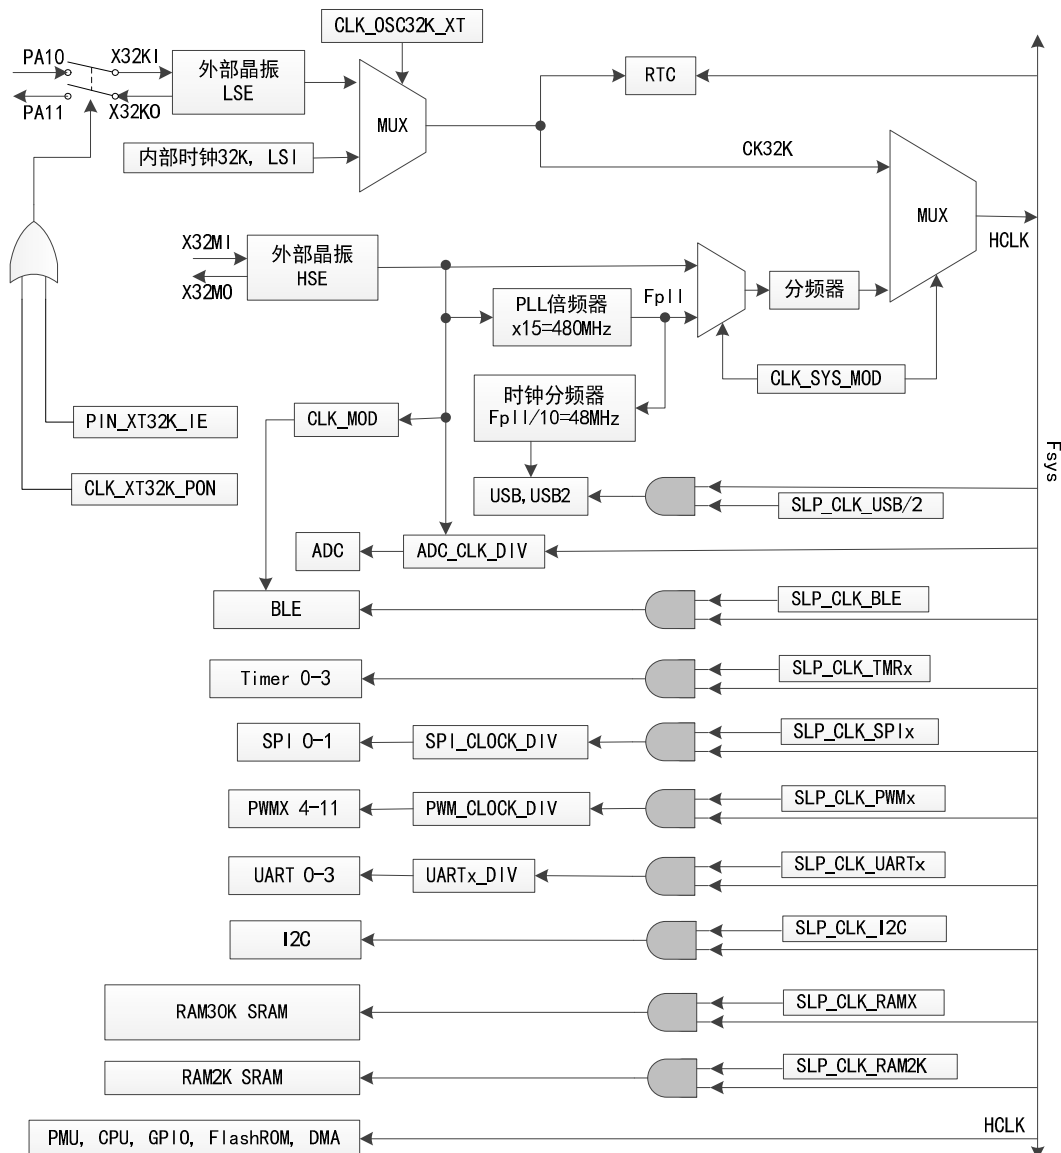 CLK_OSC32K_XT
PA10
X32KI
外部晶振
LSE
PA11
X32KO
MUX
RTC
内部时钟32K, LSI
CK32K
MUX
HCLK
X32MI
外部晶振
HSE
X32MO
PLL倍频器
x15=480MHz
Fpll
分频器
CLK_SYS_MOD
时钟分频器
Fpll/10=48MHz
CLK_MOD
PIN_XT32K_IE
CLK_XT32K_PON
Fsys
USB,USB2
SLP_CLK_USB/2
ADC
ADC_CLK_DIV
BLE
SLP_CLK_BLE
Timer 0-3
SLP_CLK_TMRx
SPI 0-1
SPI_CLOCK_DIV
SLP_CLK_SPIx
PWMX 4-11
PWM_CLOCK_DIV
SLP_CLK_PWMx
UART 0-3
UARTx_DIV
SLP_CLK_UARTx
I2C
SLP_CLK_I2C
RAM30K SRAM
SLP_CLK_RAMX
RAM2K SRAM
SLP_CLK_RAM2K
PMU, CPU, GPIO, FlashROM, DMA
HCLK